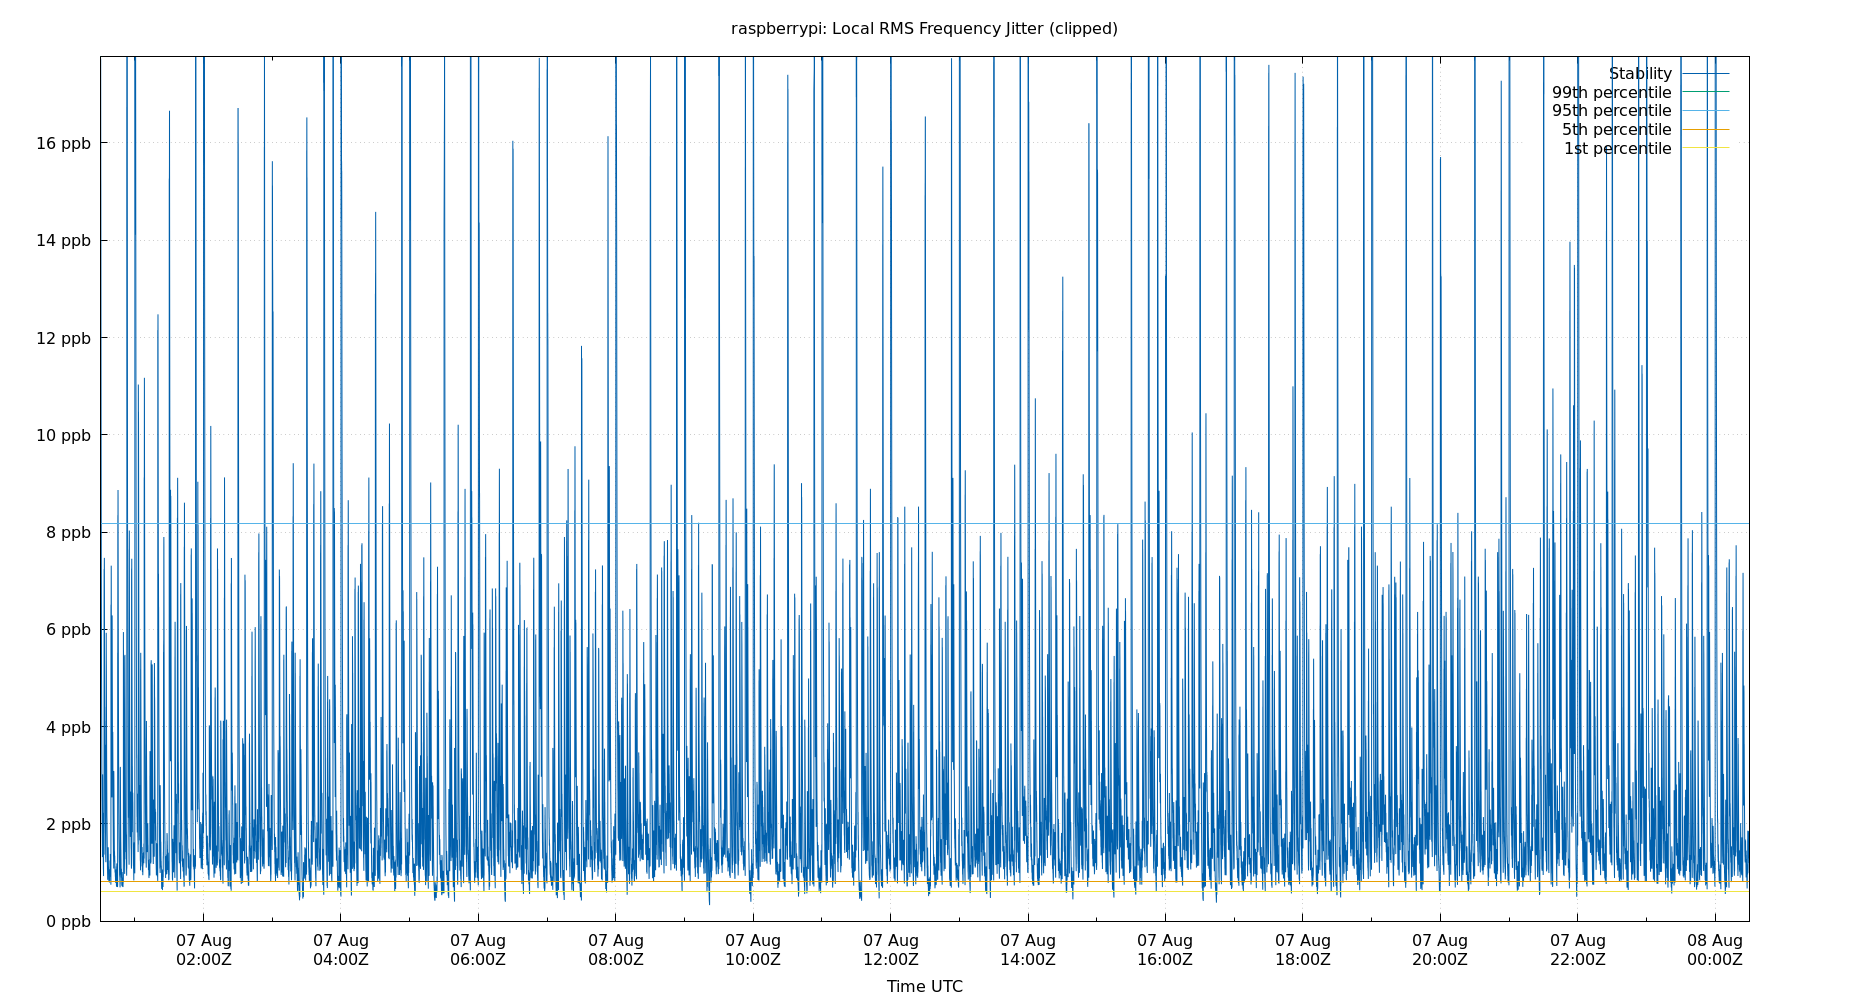 raspberrypi: Local RMS Frequency Jitter (clipped)
Stability
99th percentile
95th percentile
5th percentile
1st percentile
16 ppb
14 ppb
12 ppb
10 ppb
8 ppb
6 ppb
4 ppb
2 ppb
0 ppb
07 Aug 07 Aug 07 Aug 07 Aug 07 Aug 07 Aug 07 Aug 07 Aug 07 Aug 07 Aug 07 Aug 08 Aug
02:00Z 04:00Z 06:00Z 08:00Z 10:00Z 12:00Z 14:00Z 16:00Z 18:00Z 20:00Z 22:00Z 00:00Z
Time UTC